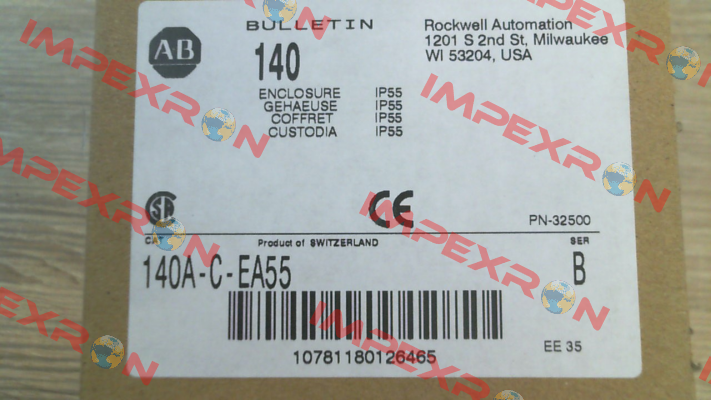 AB
BULLETIN
140
Rockwell Automation
1201 S 2nd St, Milwaukee
WI 53204, USA
ENCLOSURE IP55
GEHAEUSE IP55
COFFRET IP55
CUSTODIA IP55
CE
PN-32500
Product of SWITZERLAND
SER
140A-C-EA55
B
10781180126465
EE 35
IMPEXRON
IMPEXRON
IMPEXRON
IMPEXRON
IMPEXRON
IMPEXRON